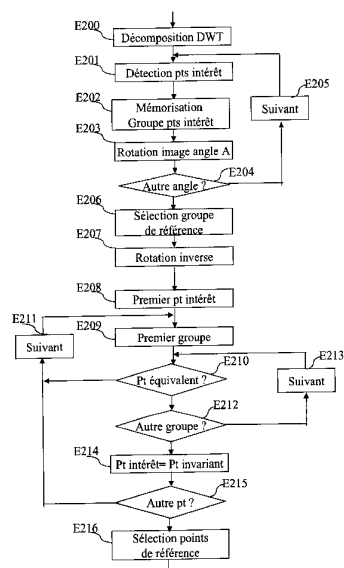 E200
Décomposition DWT
E201
Détection pts intérêt
E205
Suivant
E202
Mémorisation
Groupe pts intérêt
E203
Rotation image angle A
E204
Autre angle ?
E206
Sélection groupe
de référence
E207
Rotation inverse
E208
Premier pt intérêt
E211
Suivant
E209
Premier groupe
E210
Pt équivalent ?
E213
Suivant
E212
Autre groupe ?
E214
Pt intérêt= Pt invariant
E215
Autre pt ?
E216
Sélection points
de référence